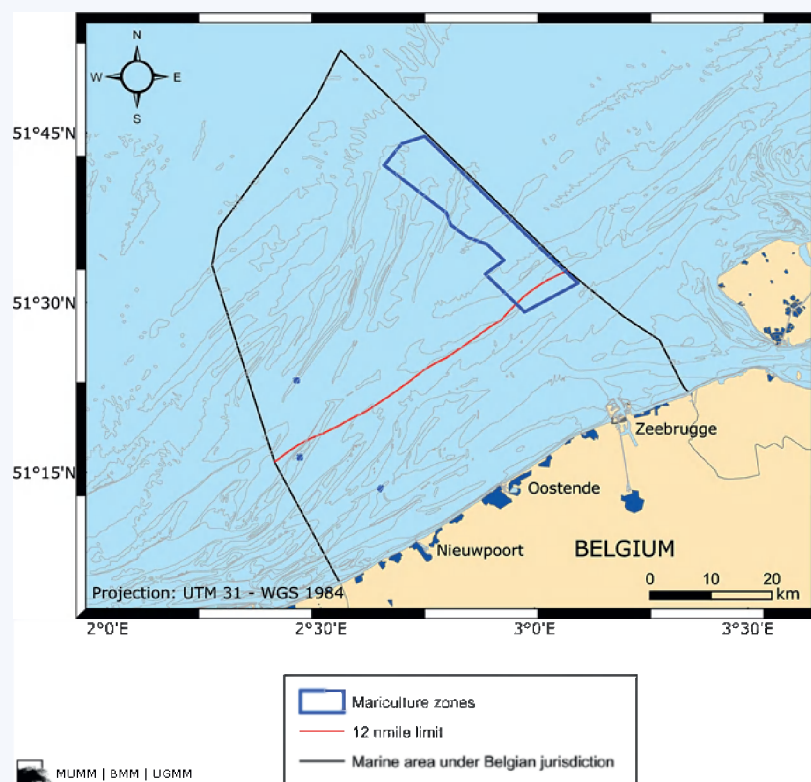 N
W E
S
51°45'N
51°30'N
51°15'N
Zeebrugge
Oostende
Nieuwpoort
BELGIUM
Projection: UTM 31 - WGS 1984
0 10 20
km
2°0'E 2°30'E 3°0'E 3°30'E
Mariculture zones
12 nmile limit
Marine area under Belgian jurisdiction
MUMM | BMM | UGMM